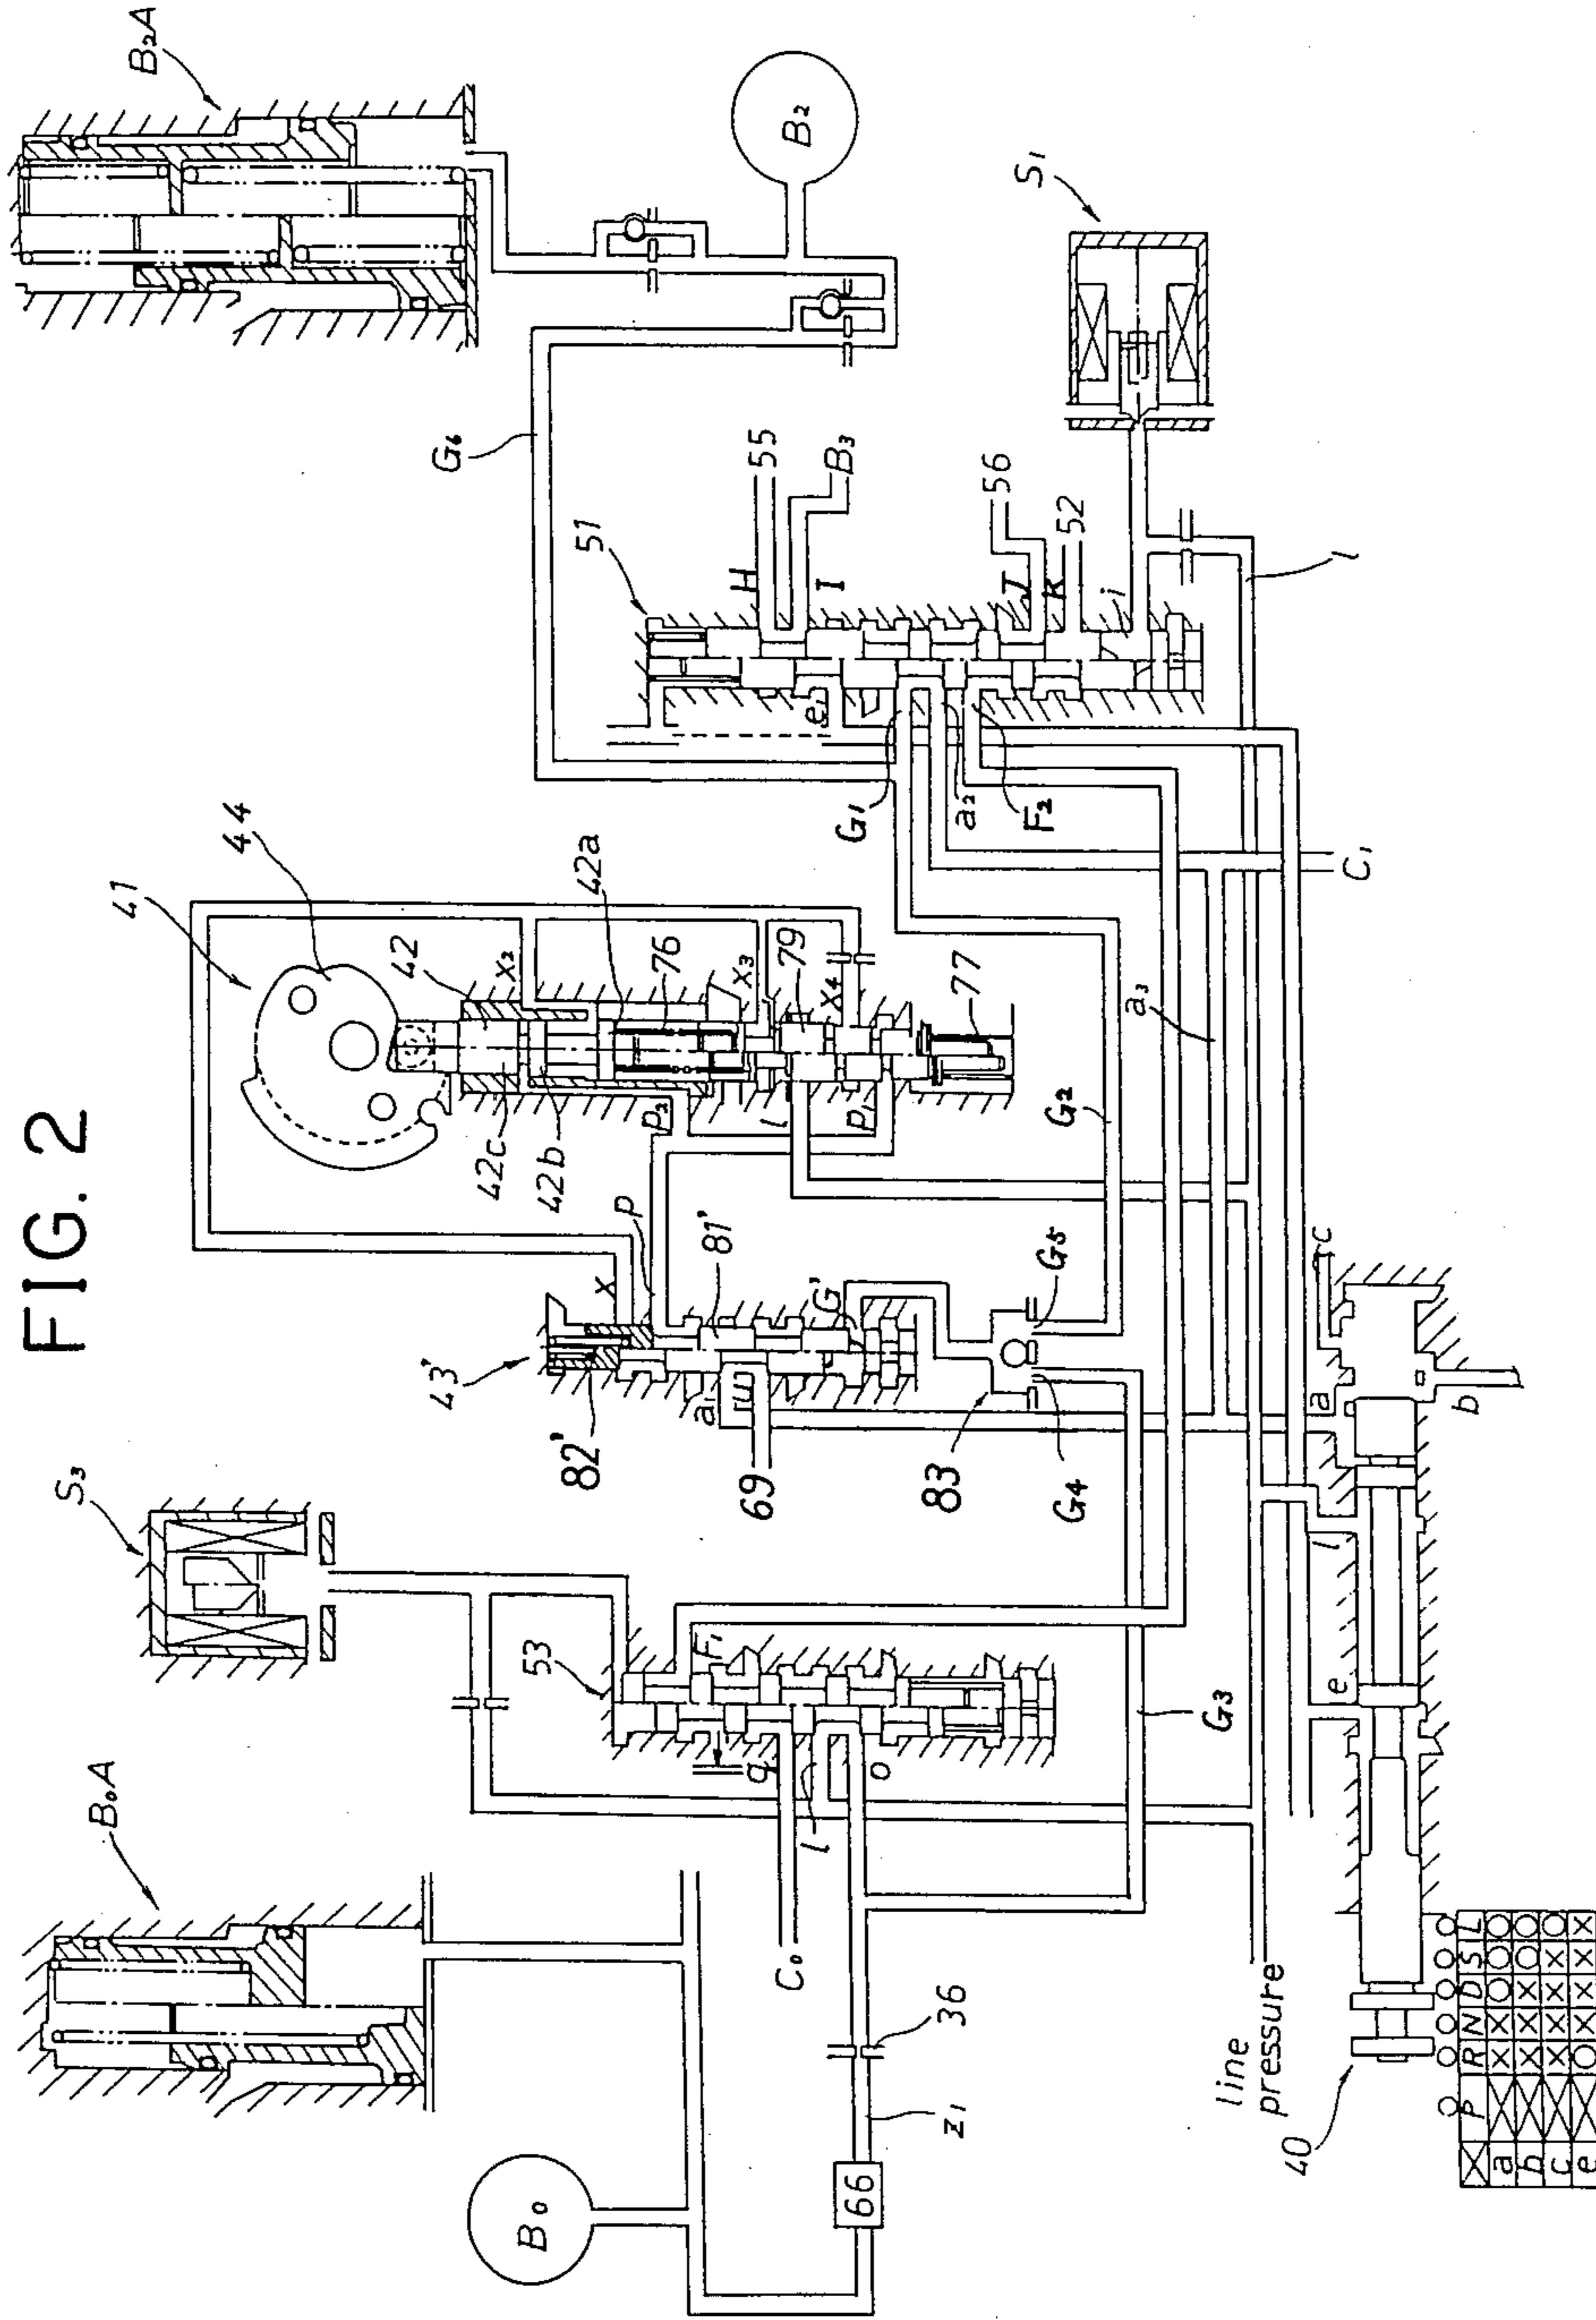 FIG. 2
B₀A
B₀
S₃
53
F₁
q
l
o
C₀
36
Z₁
66
G₃
43'
82'
X
P
81'
a₁
m
69
G'
83
G₄
G₅
41
44
42
42c
42b
42a
X₂
76
P₂
X₃
l
79
X₄
P₁
77
G₂
51
H
55
I
B₃
e₁
G₁
a₂
F₂
J
56
K
52
i
l
a₃
C₁
G₆
B₂A
B₂
S₁
line
pressure
40
e
l
a
b
c
P R N D S L
a X X ○ ○ ○
b X X X ○ ○
c X X X X ○
e ○ X X X X